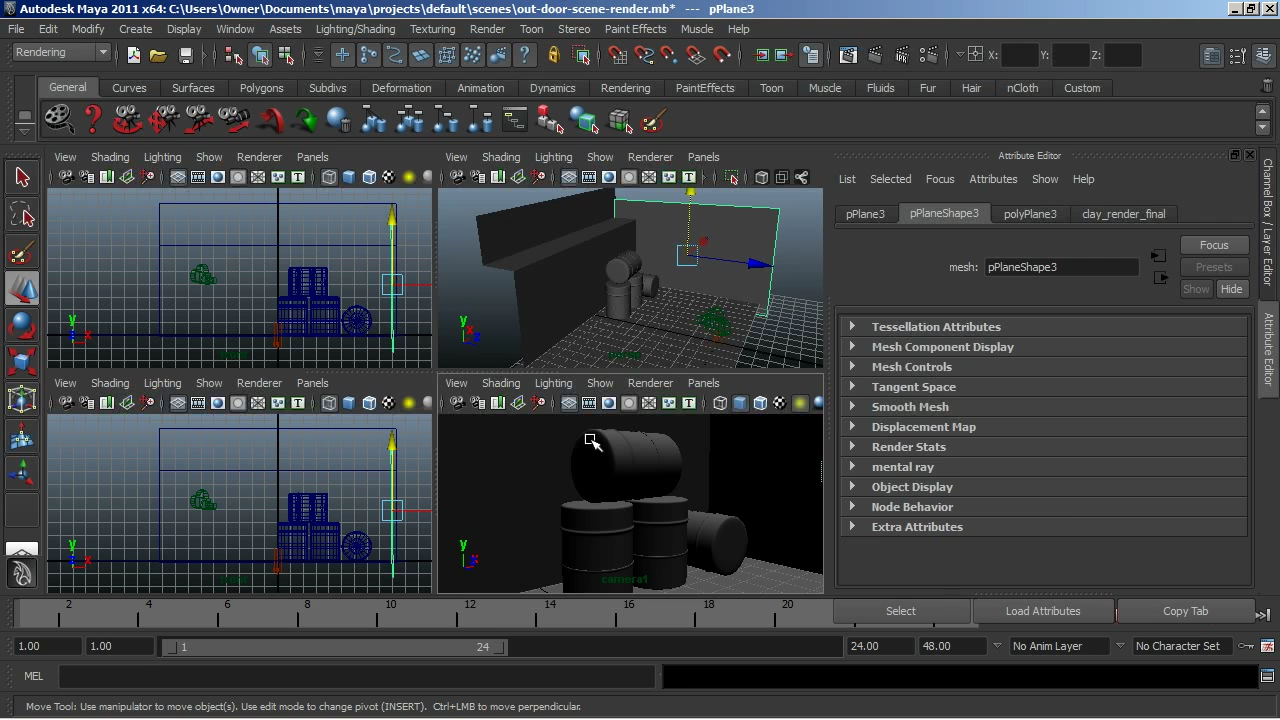 Autodesk Maya 2011 x64: C:\Users\Owner\Documents\maya\projects\default\scenes\out-door-scene-render.mb* --- pPlane3
File Edit Modify Create Display Window Assets Lighting/Shading Texturing Render Toon Stereo Paint Effects Muscle Help
Rendering X: Y: Z:
General Curves Surfaces Polygons Subdivs Deformation Animation Dynamics Rendering PaintEffects Toon Muscle Fluids Fur Hair nCloth Custom
View Shading Lighting Show Renderer Panels
View Shading Lighting Show Renderer Panels
Attribute Editor
List Selected Focus Attributes Show Help
pPlane3 pPlaneShape3 polyPlane3 clay_render_final
mesh: pPlaneShape3
Focus
Presets
Show Hide
Tessellation Attributes
Mesh Component Display
Mesh Controls
Tangent Space
Smooth Mesh
Displacement Map
Render Stats
mental ray
Object Display
Node Behavior
Extra Attributes
Channel Box / Layer Editor
Attribute Editor
y x
front
y x z
persp
View Shading Lighting Show Renderer Panels
View Shading Lighting Show Renderer Panels
y x
front
y
camera1
2 4 6 8 10 12 14 16 18 20
Select Load Attributes Copy Tab
1.00 1.00 1 24 24.00 48.00 No Anim Layer No Character Set
MEL
Move Tool: Use manipulator to move object(s). Use edit mode to change pivot (INSERT). Ctrl+LMB to move perpendicular.